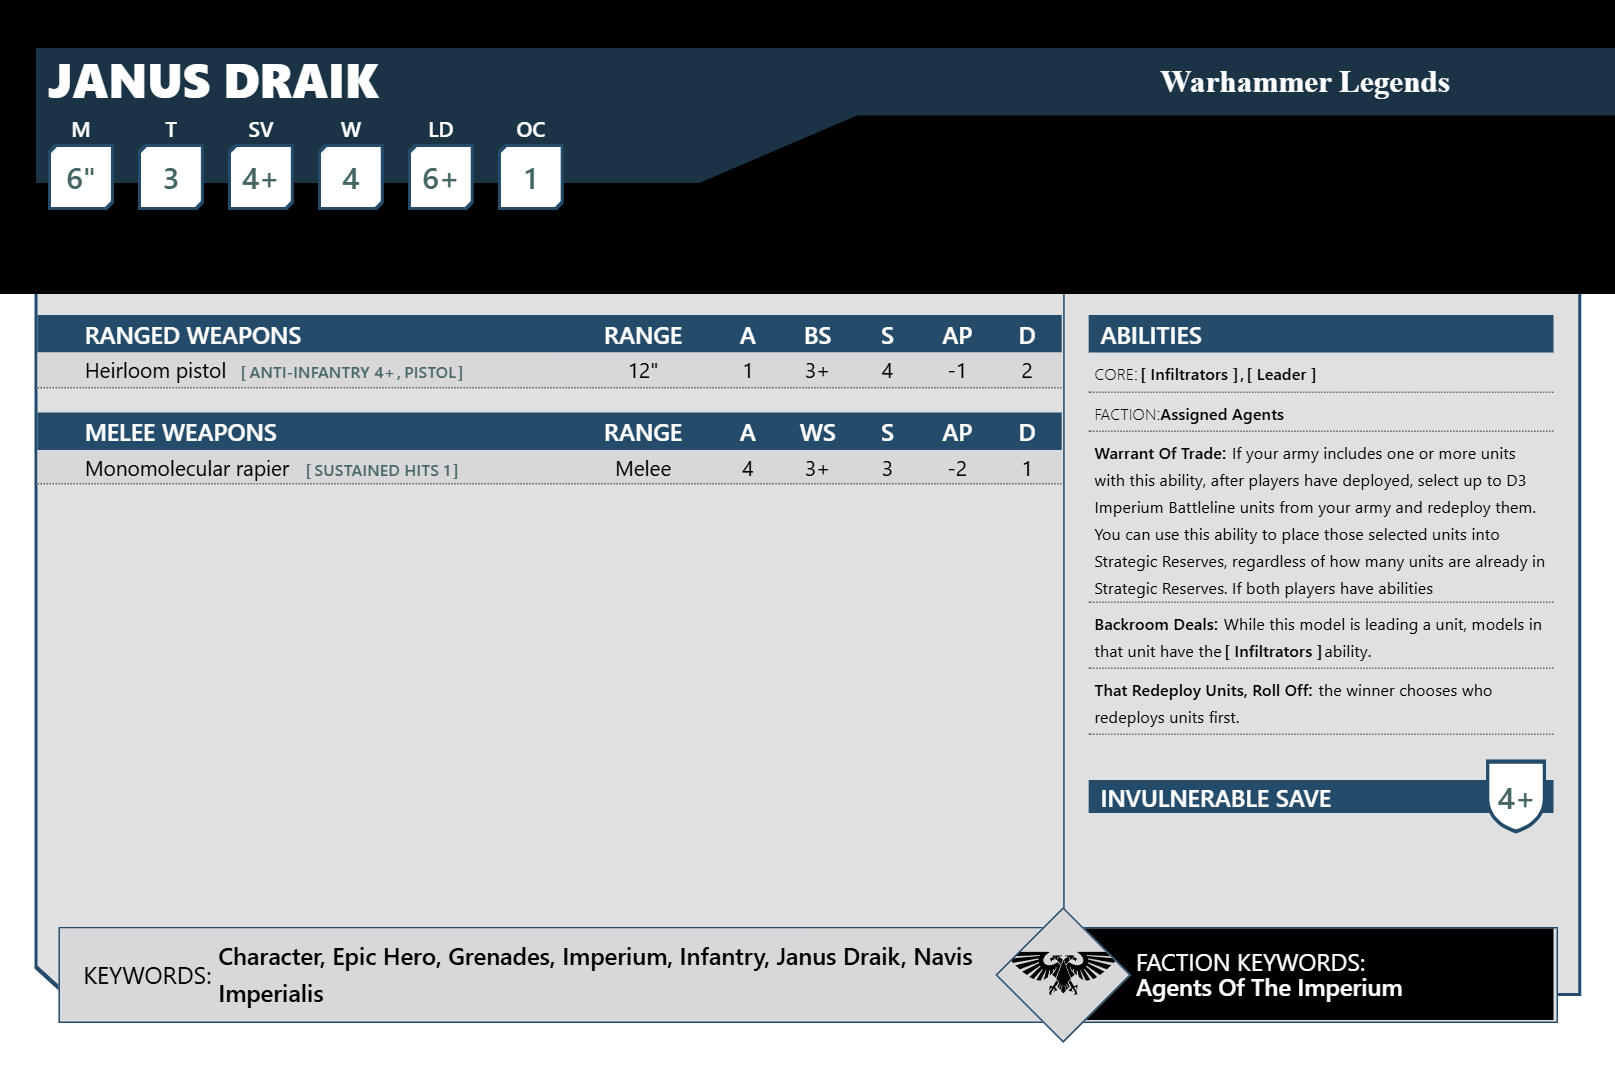 JANUS DRAIK
Warhammer Legends
M T SV W LD OC
6" 3 4+ 4 6+ 1
RANGED WEAPONS RANGE A BS S AP D
Heirloom pistol [ ANTI-INFANTRY 4+ , PISTOL ] 12" 1 3+ 4 -1 2
MELEE WEAPONS RANGE A WS S AP D
Monomolecular rapier [ SUSTAINED HITS 1 ] Melee 4 3+ 3 -2 1
ABILITIES
CORE: [ Infiltrators ] , [ Leader ]
FACTION:Assigned Agents
Warrant Of Trade: If your army includes one or more units
with this ability, after players have deployed, select up to D3
Imperium Battleline units from your army and redeploy them.
You can use this ability to place those selected units into
Strategic Reserves, regardless of how many units are already in
Strategic Reserves. If both players have abilities
Backroom Deals: While this model is leading a unit, models in
that unit have the [ Infiltrators ] ability.
That Redeploy Units, Roll Off: the winner chooses who
redeploys units first.
INVULNERABLE SAVE 4+
KEYWORDS: Character, Epic Hero, Grenades, Imperium, Infantry, Janus Draik, Navis
Imperialis
FACTION KEYWORDS:
Agents Of The Imperium